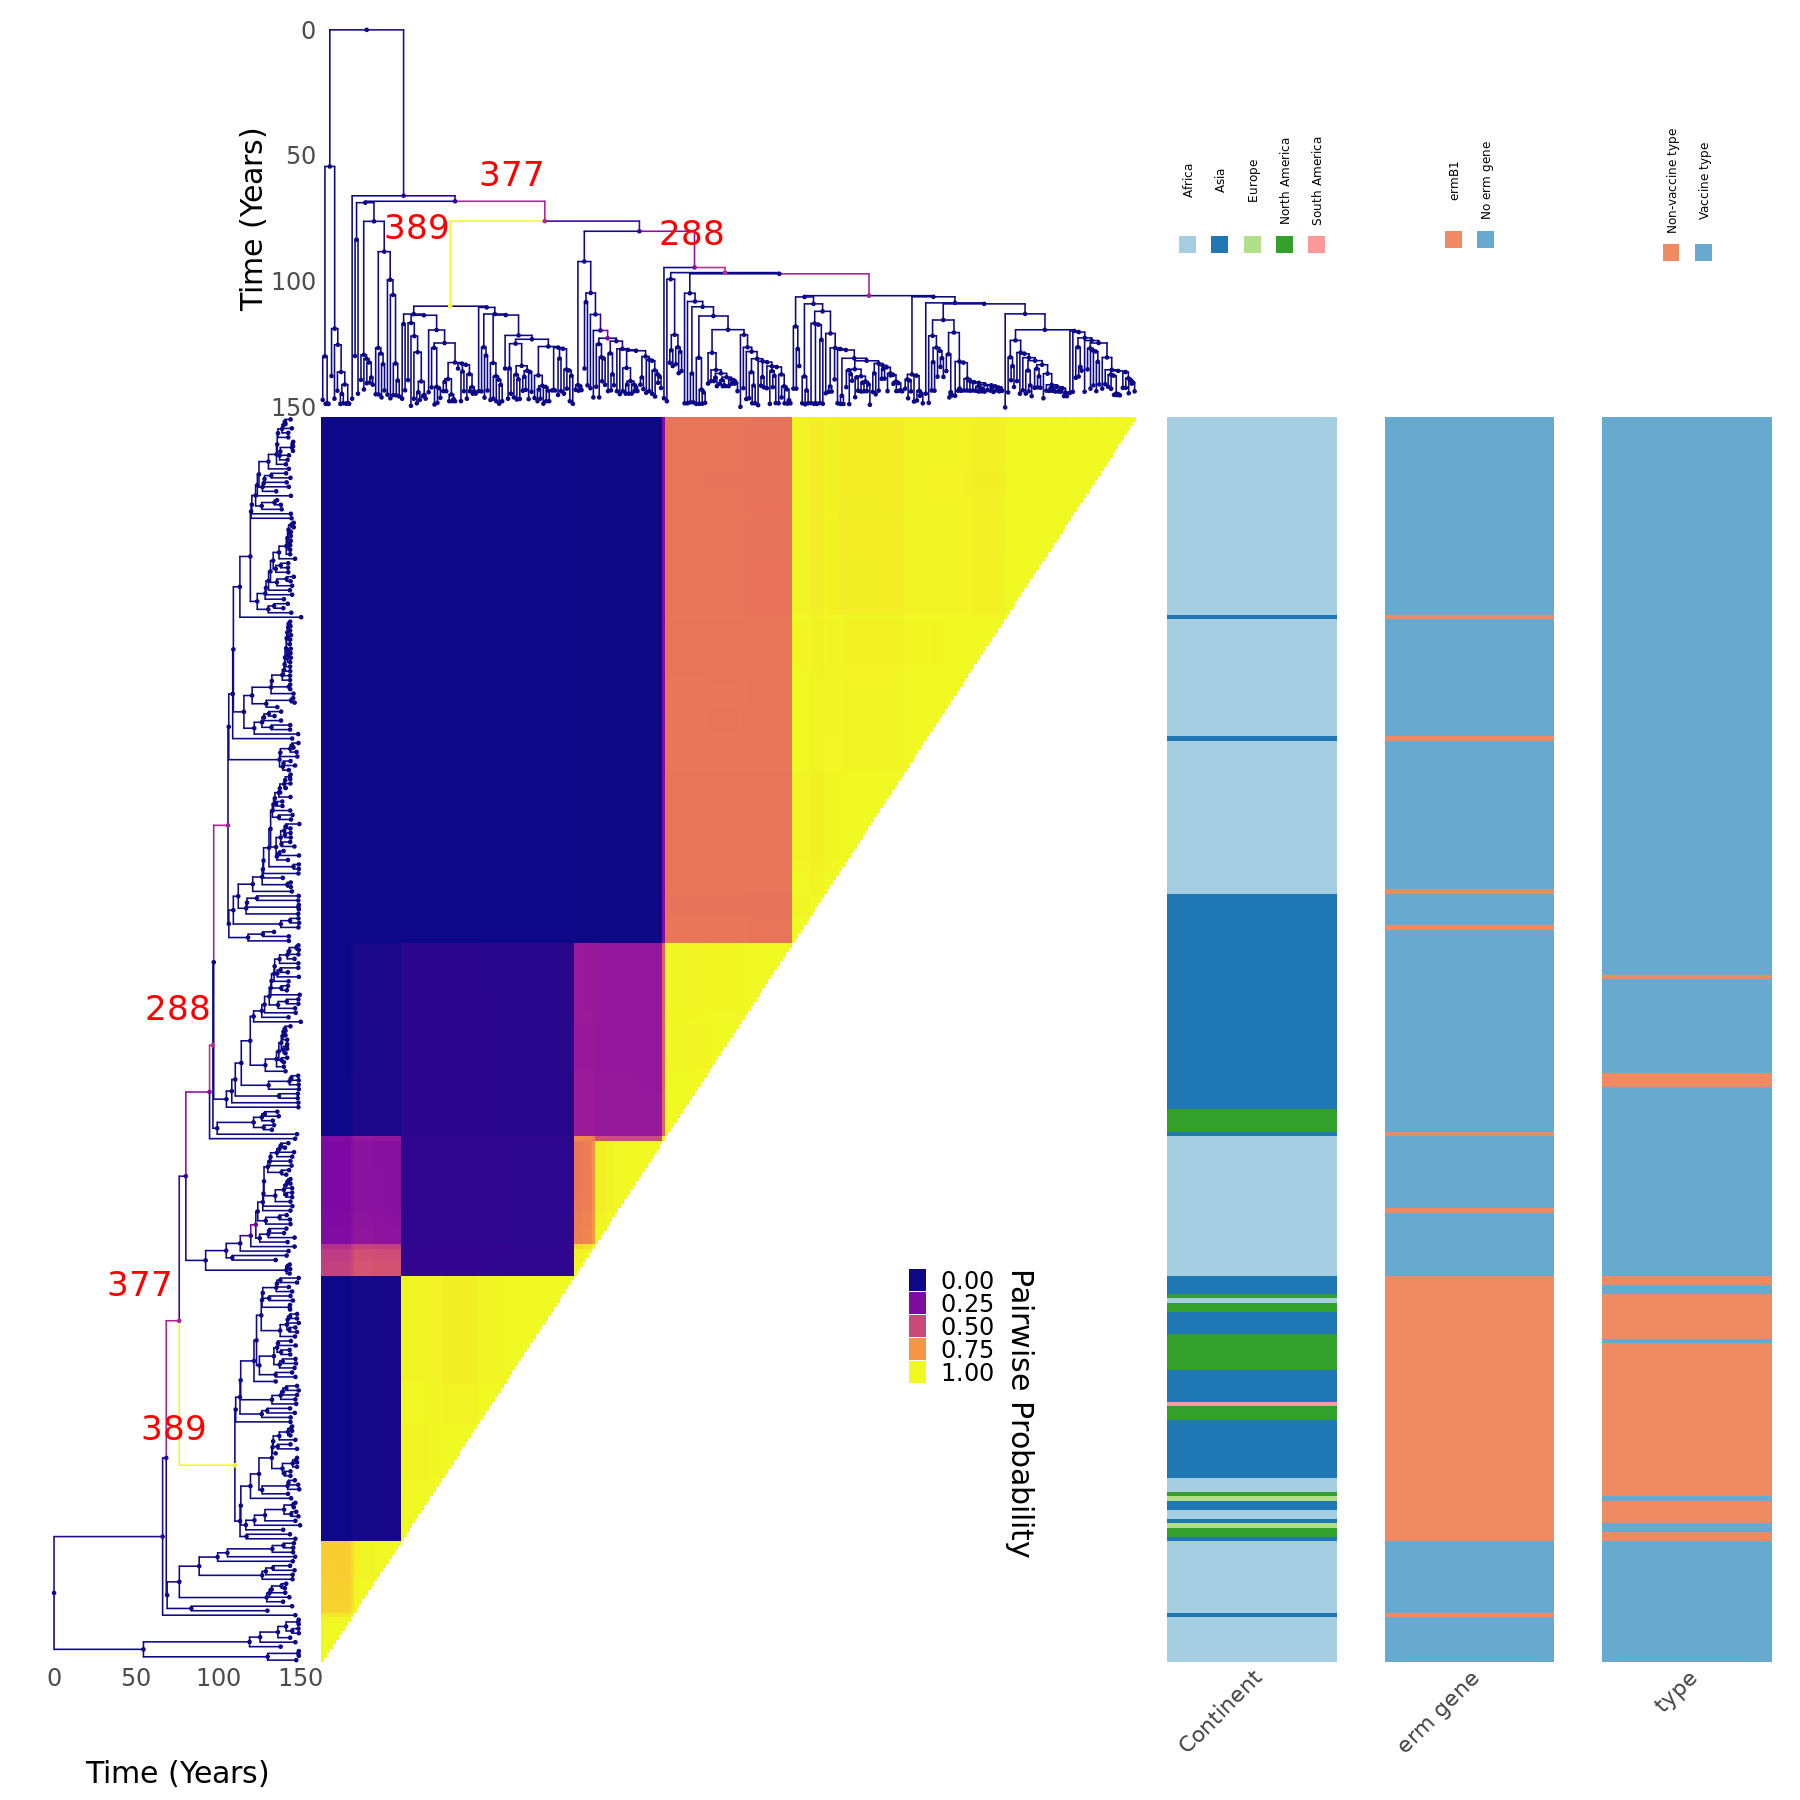 0
50
100
150
Time (Years)
377
389
288
Africa
Asia
Europe
North America
South America
ermB1
No erm gene
Non-vaccine type
Vaccine type
288
377
389
0.00
0.25
0.50
0.75
1.00
Pairwise Probability
0 50 100 150
Time (Years)
Continent
erm gene
type